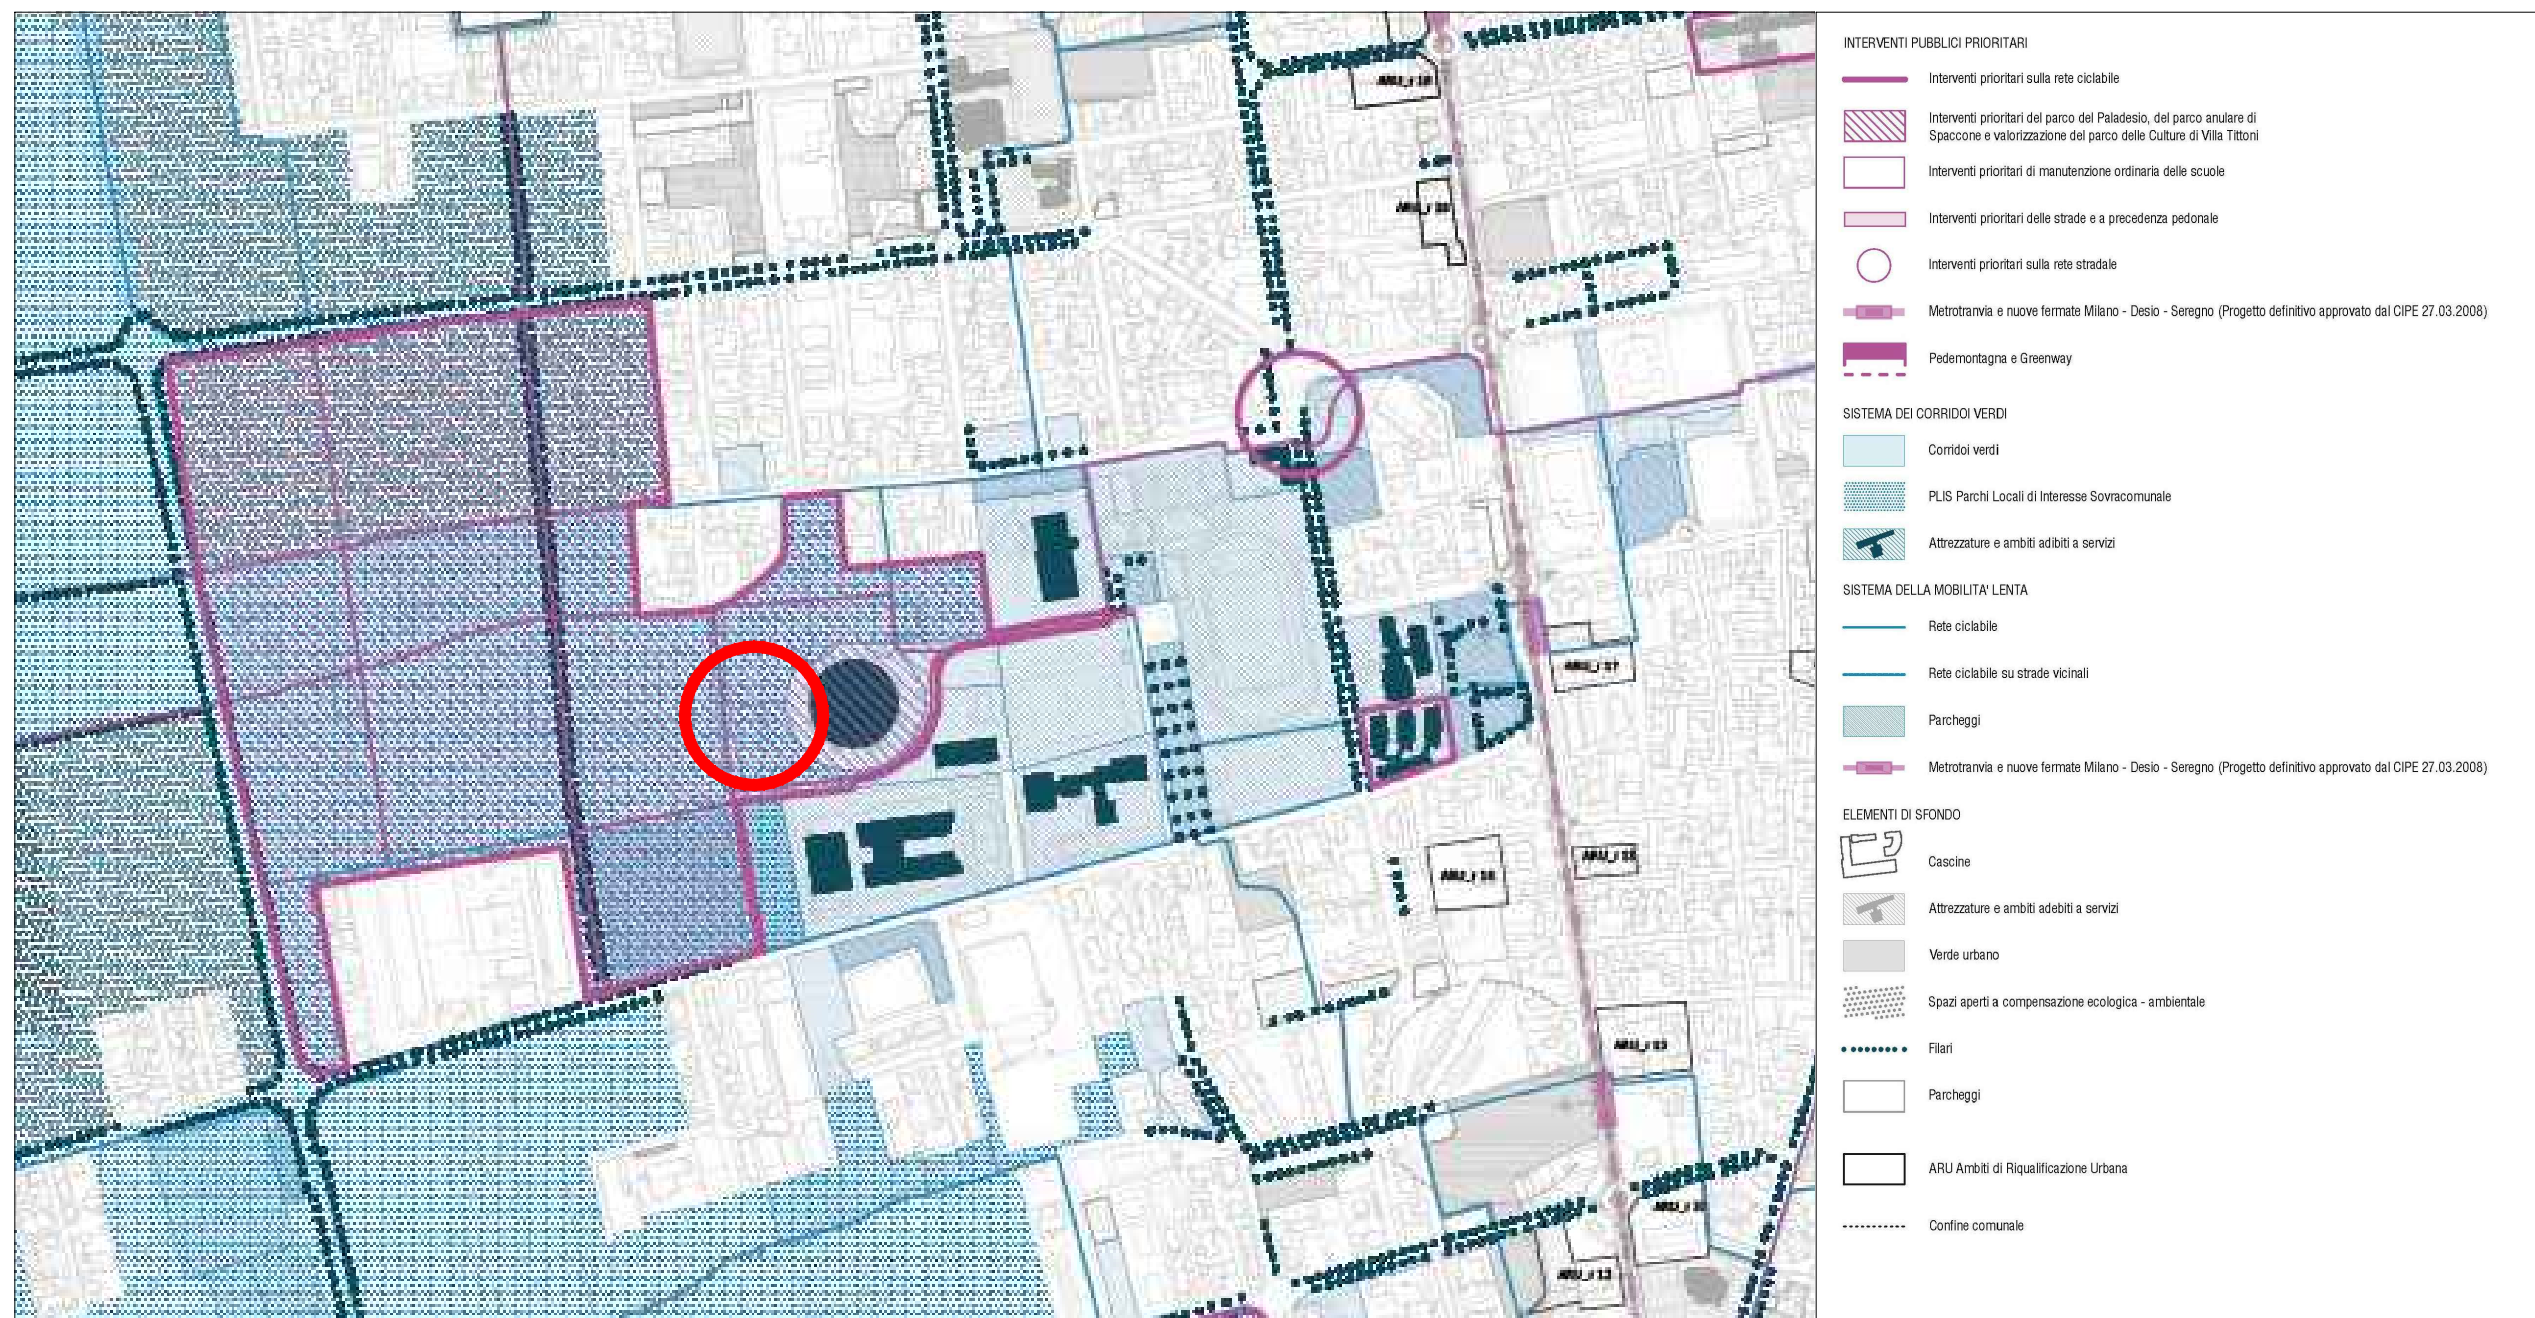 INTERVENTI PUBBLICI PRIORITARI
Interventi prioritari sulla rete ciclabile
Interventi prioritari del parco del Paladesio, del parco anulare di
Spaccone e valorizzazione del parco delle Culture di Villa Tittoni
Interventi prioritari di manutenzione ordinaria delle scuole
Interventi prioritari delle strade e a precedenza pedonale
Interventi prioritari sulla rete stradale
Metrotranvia e nuove fermate Milano - Desio - Seregno (Progetto definitivo approvato dal CIPE 27.03.2008)
Pedemontagna e Greenway
SISTEMA DEI CORRIDOI VERDI
Corridoi verdi
PLIS Parchi Locali di Interesse Sovracomunale
Attrezzature e ambiti adibiti a servizi
SISTEMA DELLA MOBILITA' LENTA
Rete ciclabile
Rete ciclabile su strade vicinali
Parcheggi
Metrotranvia e nuove fermate Milano - Desio - Seregno (Progetto definitivo approvato dal CIPE 27.03.2008)
ELEMENTI DI SFONDO
Cascine
Attrezzature e ambiti adebiti a servizi
Verde urbano
Spazi aperti a compensazione ecologica - ambientale
Filari
Parcheggi
ARU Ambiti di Riqualificazione Urbana
Confine comunale